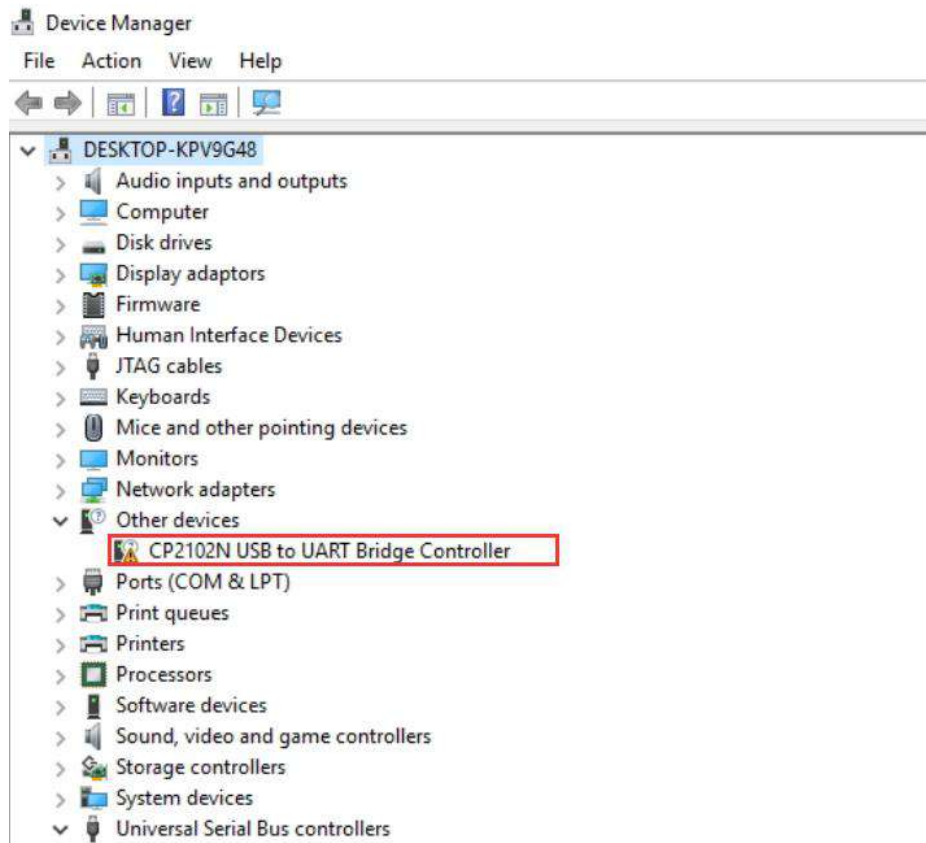 Device Manager
File Action View Help
DESKTOP-KPV9G48
Audio inputs and outputs
Computer
Disk drives
Display adaptors
Firmware
Human Interface Devices
JTAG cables
Keyboards
Mice and other pointing devices
Monitors
Network adapters
Other devices
CP2102N USB to UART Bridge Controller
Ports (COM & LPT)
Print queues
Printers
Processors
Software devices
Sound, video and game controllers
Storage controllers
System devices
Universal Serial Bus controllers